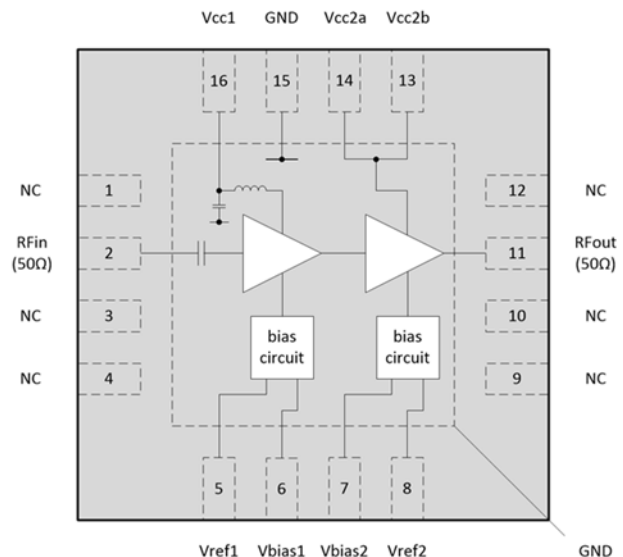 Vcc1 GND Vcc2a Vcc2b
16 15 14 13
NC 1 12 NC
RFin
(50Ω) 2 11 RFout
(50Ω)
NC 3 10 NC
NC 4 9 NC
bias
circuit
bias
circuit
5 6 7 8
Vref1 Vbias1 Vbias2 Vref2 GND